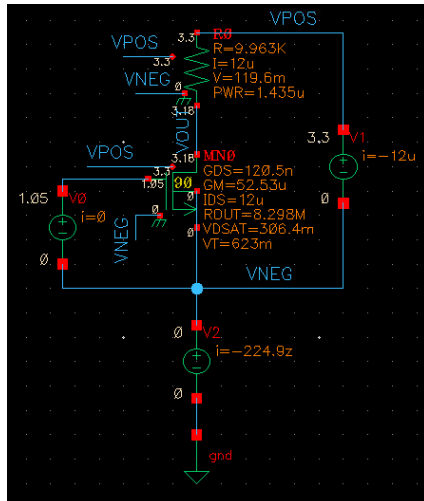 VPOS
3.3
R0
VPOS
R=9.963K
3.3
I=12u
VNEG
V=119.6m
0
PWR=1.435u
3.18
VOUT
3.3
V1
i=-12u
VPOS
3.18
MN0
3.3
GDS=120.5n
0
1.05
V0
1.05
90
GM=52.53u
IDS=12u
i=0
ROUT=8.298M
0
0
VDSAT=306.4m
VNEG
VT=623m
0
VNEG
0
V2
i=-224.9z
0
gnd